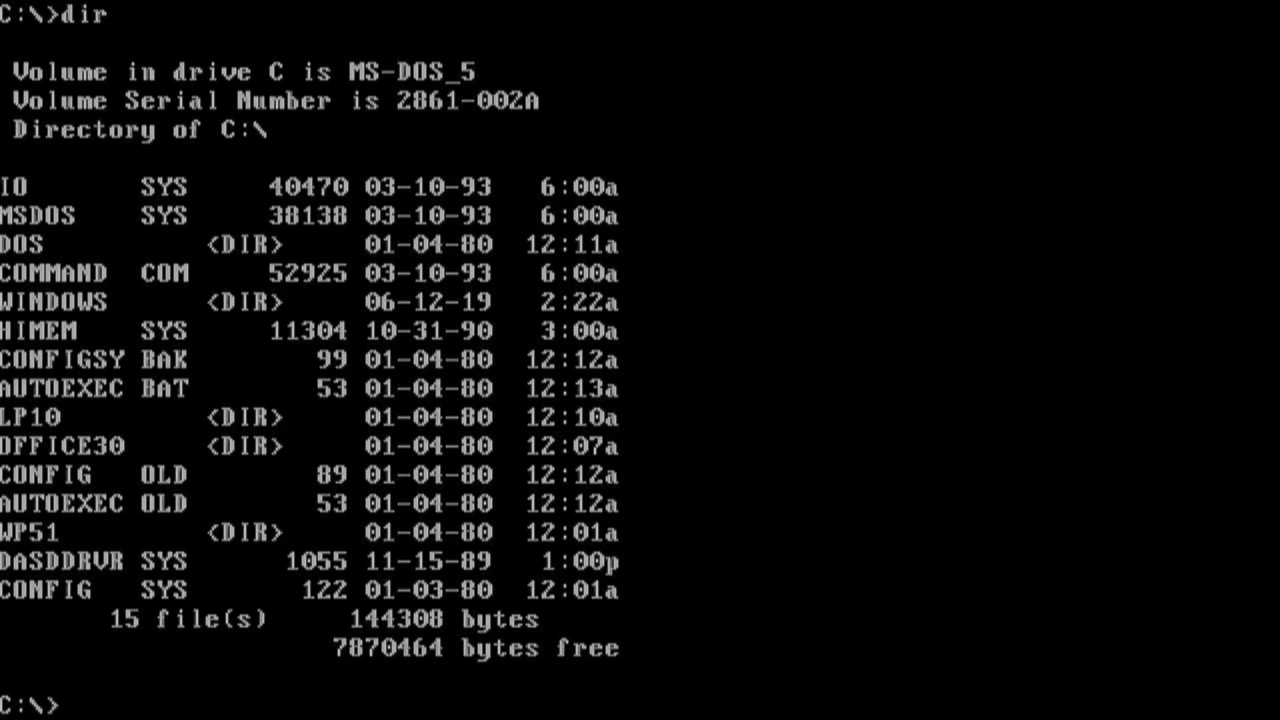 C:\>dir
Volume in drive C is MS-DOS_5
Volume Serial Number is 2861-002A
Directory of C:\
IO       SYS     40470 03-10-93   6:00a
MSDOS    SYS     38138 03-10-93   6:00a
DOS          <DIR>     01-04-80  12:11a
COMMAND  COM     52925 03-10-93   6:00a
WINDOWS      <DIR>     06-12-19   2:22a
HIMEM    SYS     11304 10-31-90   3:00a
CONFIGSY BAK        99 01-04-80  12:12a
AUTOEXEC BAT        53 01-04-80  12:13a
LP10         <DIR>     01-04-80  12:10a
OFFICE30     <DIR>     01-04-80  12:07a
CONFIG   OLD        89 01-04-80  12:12a
AUTOEXEC OLD        53 01-04-80  12:12a
WP51         <DIR>     01-04-80  12:01a
DASDDRVR SYS      1055 11-15-89   1:00p
CONFIG   SYS       122 01-03-80  12:01a
15 file(s)     144308 bytes
7870464 bytes free
C:\>